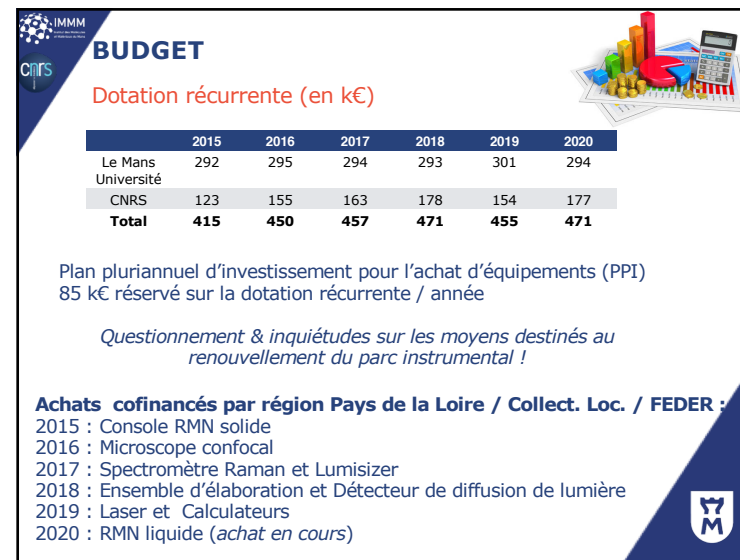 IMMM
cnrs
BUDGET
Dotation récurrente (en k€)
2015 2016 2017 2018 2019 2020
Le Mans Université 292 295 294 293 301 294
CNRS 123 155 163 178 154 177
Total 415 450 457 471 455 471
Plan pluriannuel d'investissement pour l'achat d'équipements (PPI)
85 k€ réservé sur la dotation récurrente / année
Questionnement & inquiétudes sur les moyens destinés au
renouvellement du parc instrumental !
Achats cofinancés par région Pays de la Loire / Collect. Loc. / FEDER :
2015 : Console RMN solide
2016 : Microscope confocal
2017 : Spectromètre Raman et Lumisizer
2018 : Ensemble d'élaboration et Détecteur de diffusion de lumière
2019 : Laser et Calculateurs
2020 : RMN liquide (achat en cours)